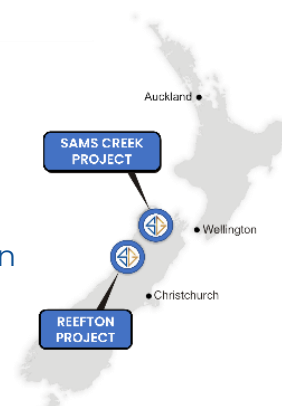 Auckland
SAMS CREEK
PROJECT
Wellington
n
Christchurch
REEFTON
PROJECT